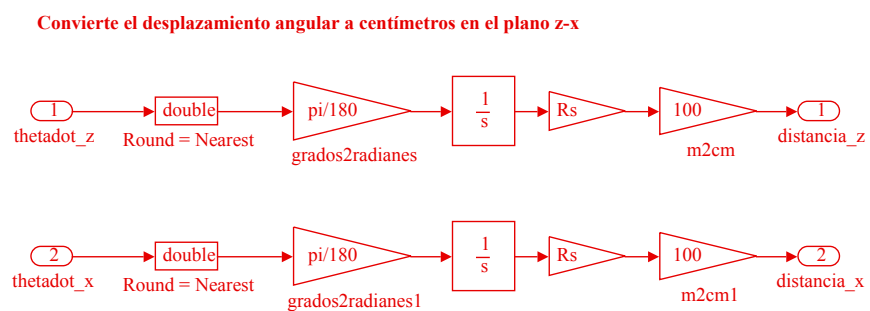 Convierte el desplazamiento angular a centímetros en el plano z-x
1
thetadot_z
double
Round = Nearest
pi/180
grados2radianes
1
s
Rs
100
m2cm
1
distancia_z
2
thetadot_x
double
Round = Nearest
pi/180
grados2radianes1
1
s
Rs
100
m2cm1
2
distancia_x